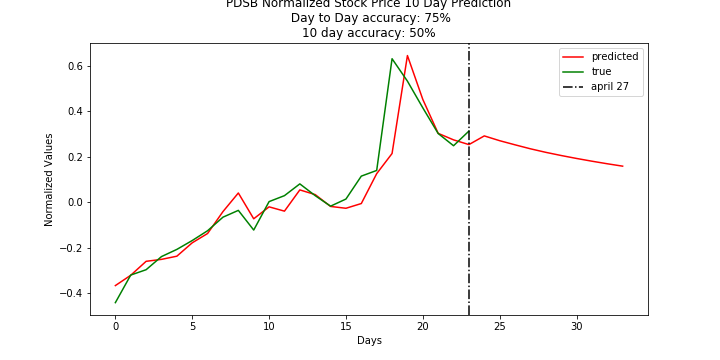 PDSB Normalized Stock Price 10 Day Prediction
Day to Day accuracy: 75%
10 day accuracy: 50%
predicted
true
april 27
0.6
0.4
0.2
0.0
−0.2
−0.4
Normalized Values
0 5 10 15 20 25 30
Days